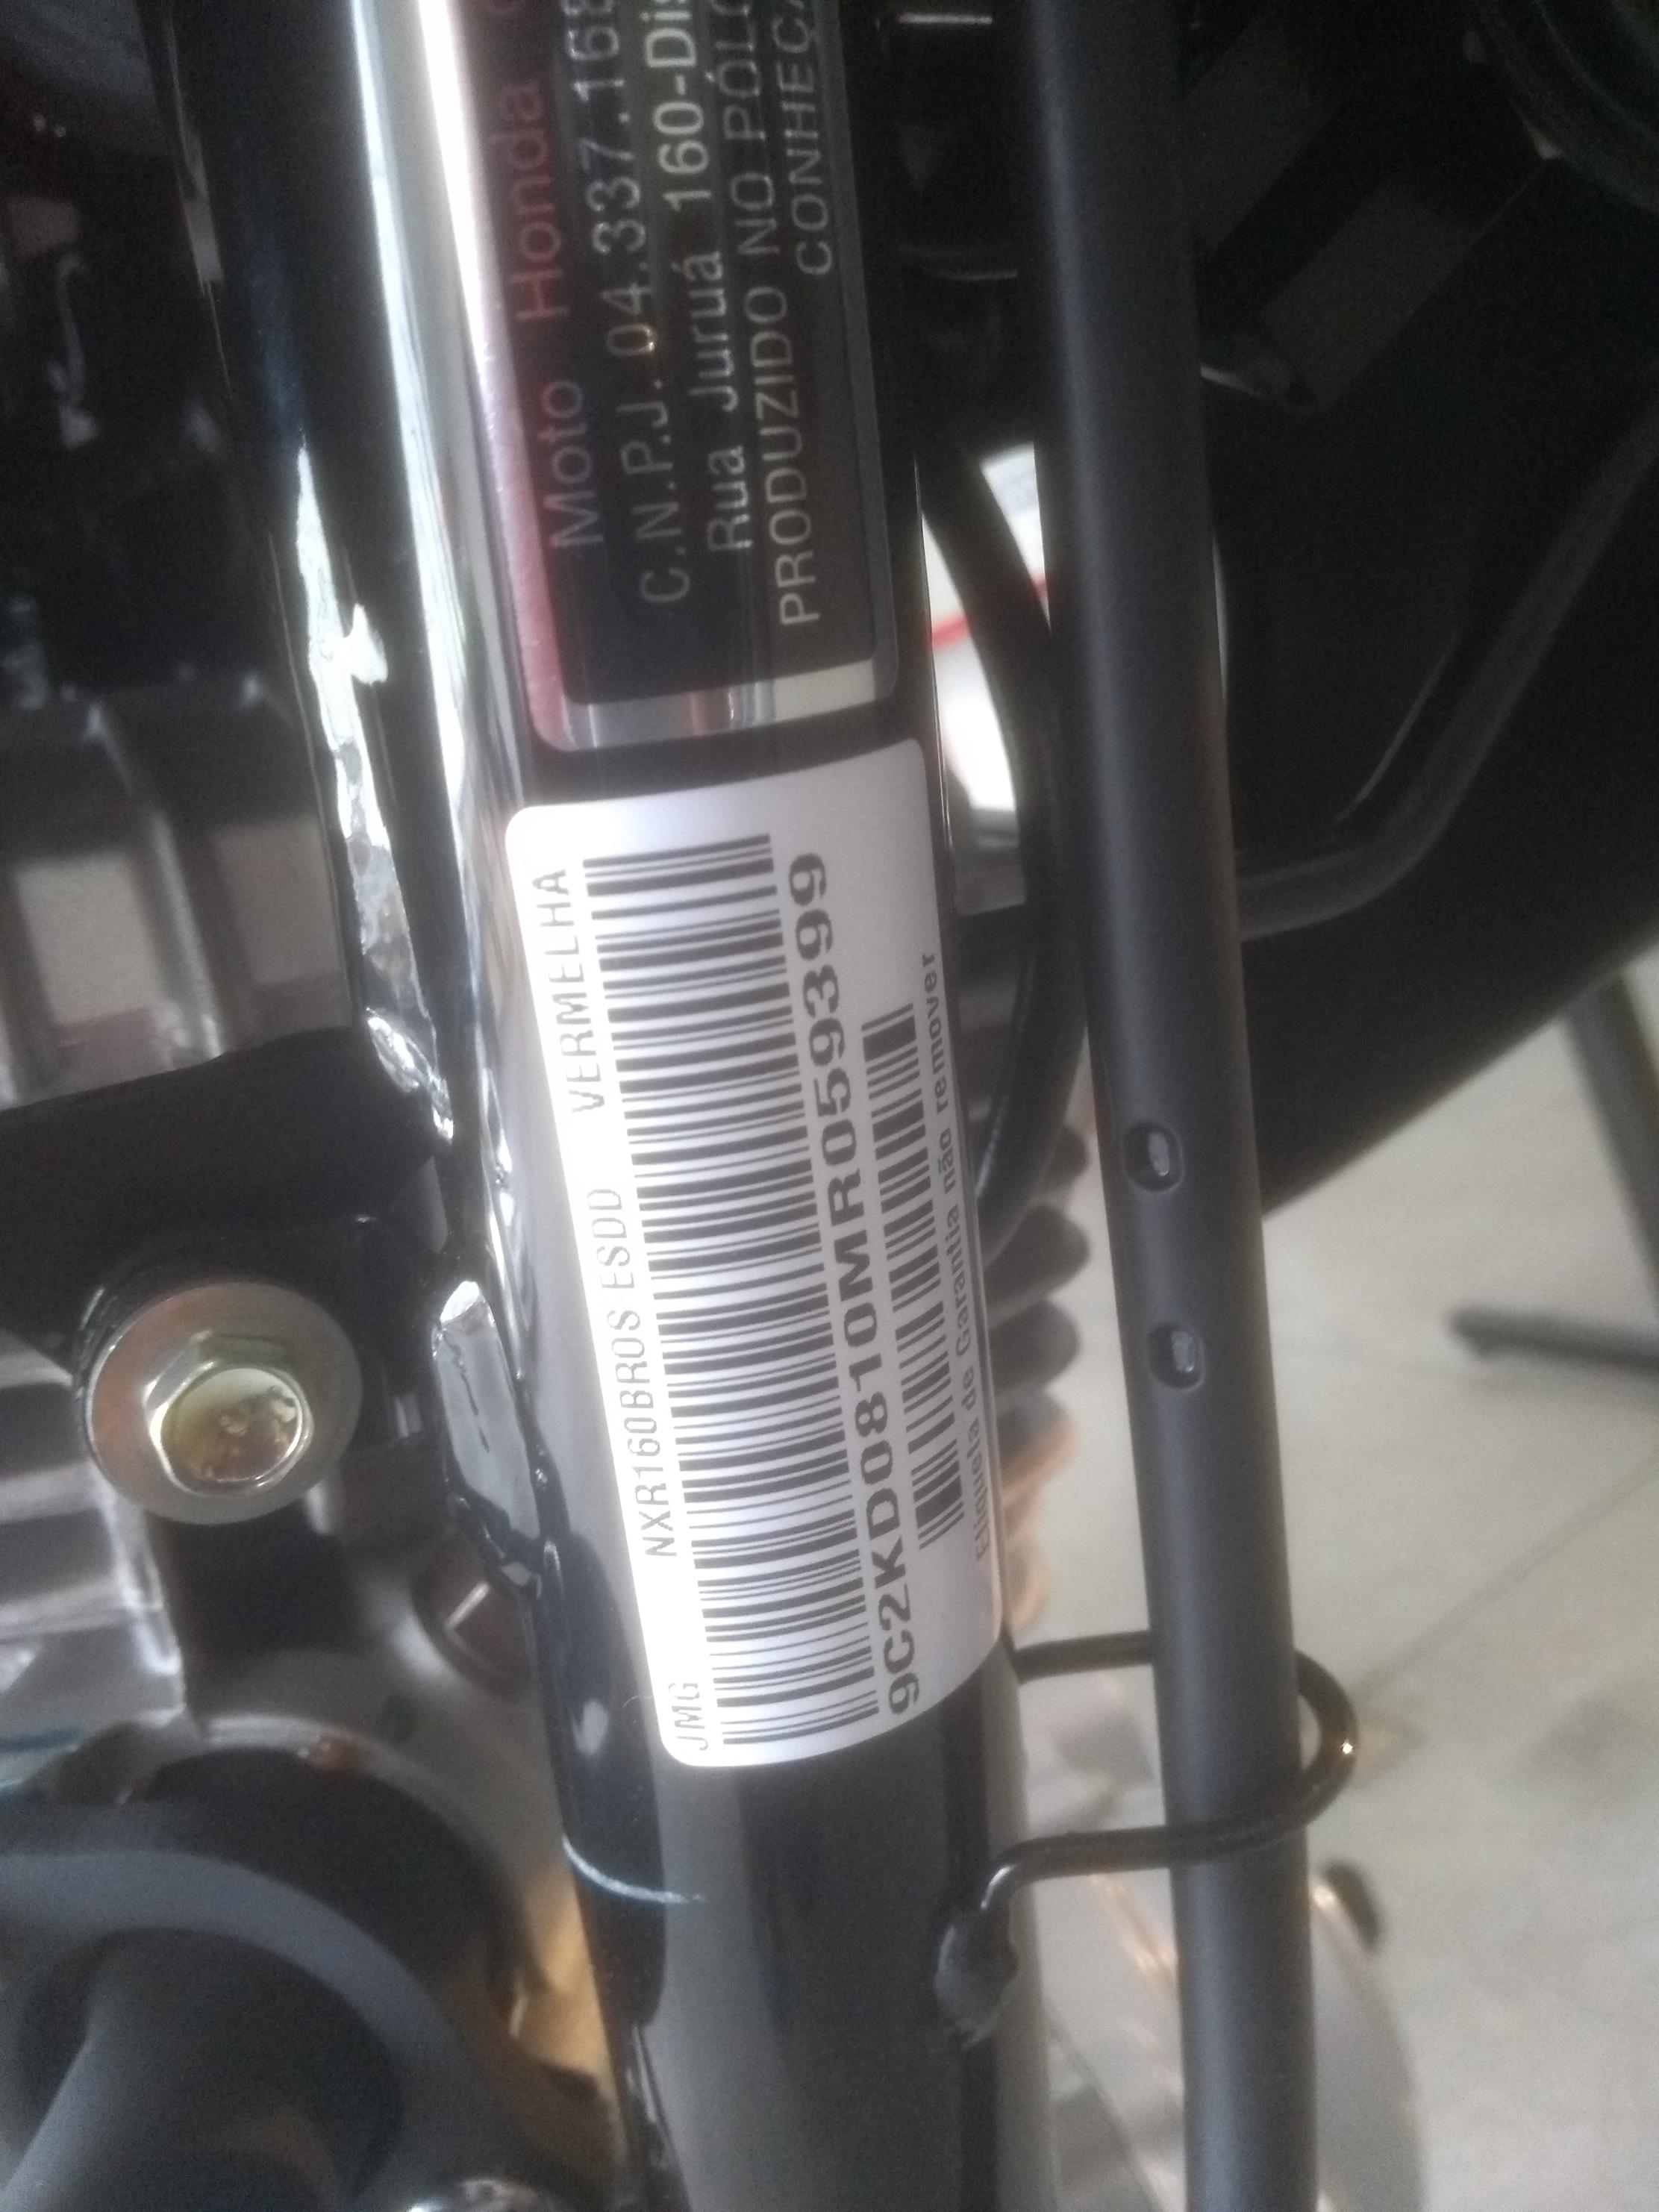 Moto Honda
C.N.P.J. 04.337.168
Rua Juruá 160-Dis
PRODUZIDO NO PÓLO
CONHEÇA
NXR160BROS ESDD VERMELHA
JMG
9C2KD0810MR059399
Etiqueta de Garantia não remover